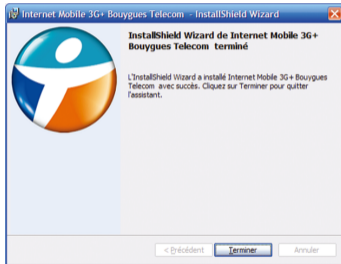 Internet Mobile 3G+ Bouygues Telecom - InstallShield Wizard
InstallShield Wizard de Internet Mobile 3G+
Bouygues Telecom terminé
L'InstallShield Wizard a installé Internet Mobile 3G+ Bouygues
Telecom avec succès. Cliquez sur Terminer pour quitter
l'assistant.
< Précédent Terminer Annuler